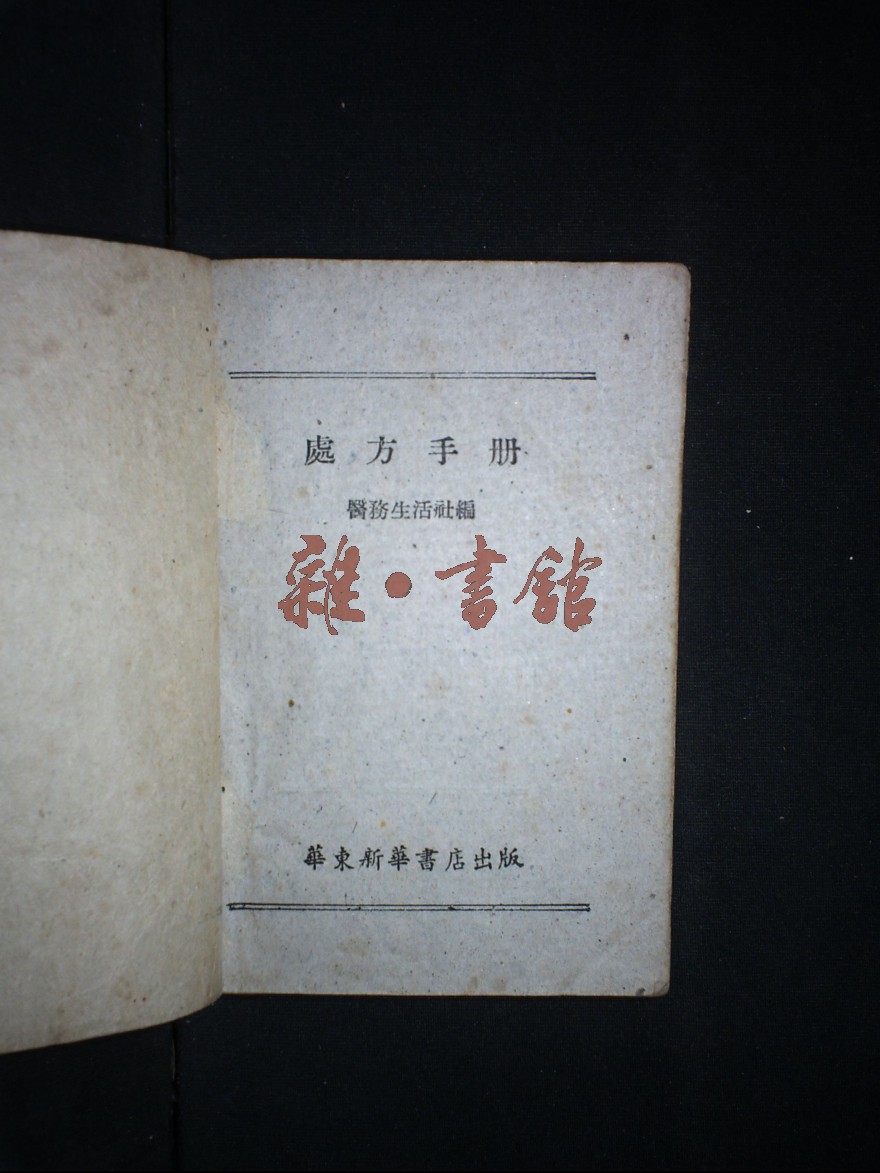 處方手册
醫務生活社編
雜·書館
華東新華書店出版